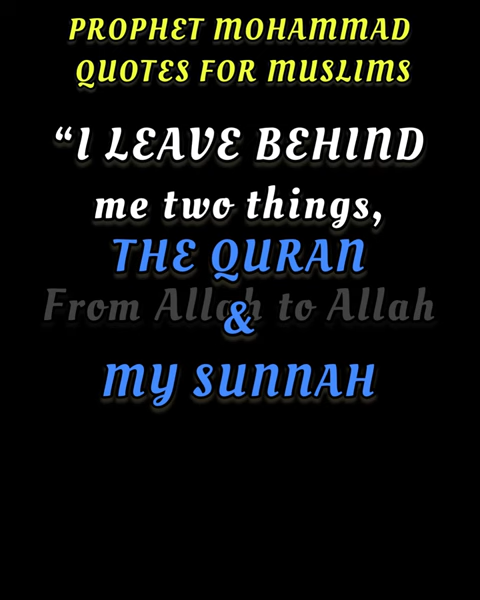 PROPHET MOHAMMAD
QUOTES FOR MUSLIMS
“I LEAVE BEHIND
me two things,
THE QURAN
From Allah to Allah
&
MY SUNNAH